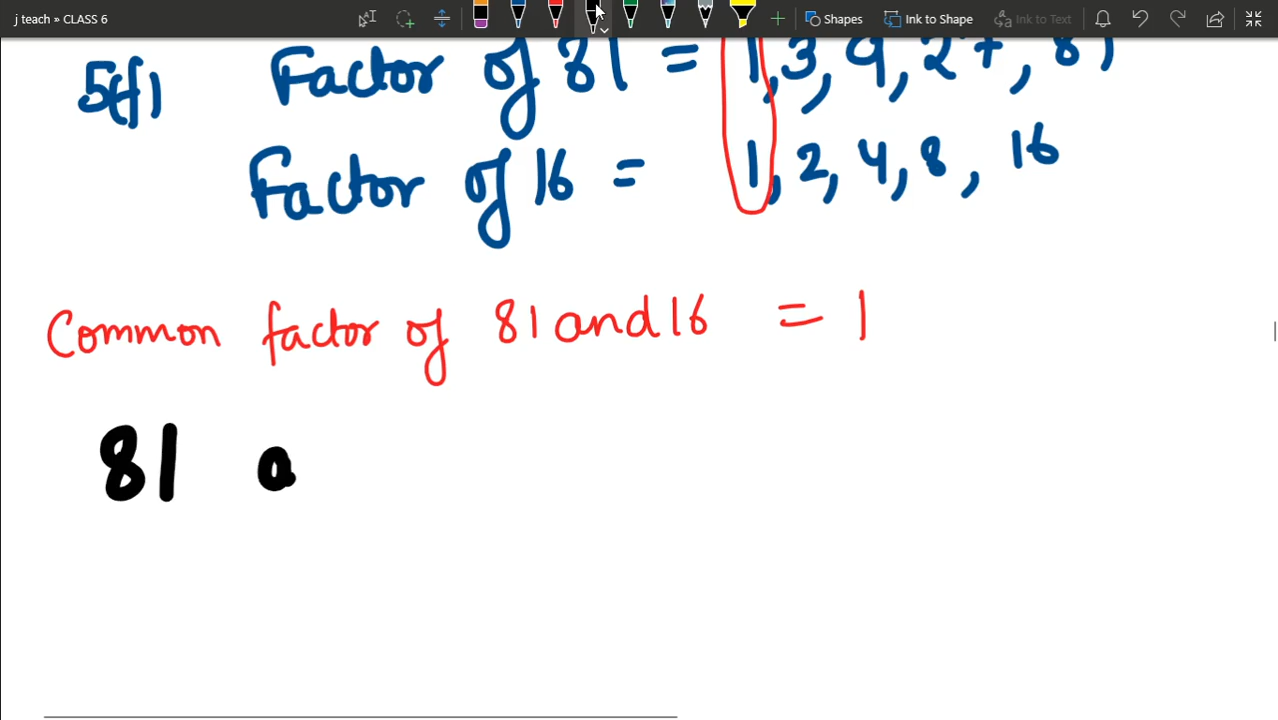 j teach » CLASS 6
Shapes
Ink to Shape
Ink to Text
5(f) Factor of 81 = 1, 3, 9, 27, 81
Factor of 16 = 1, 2, 4, 8, 16
Common factor of 81 and 16 = 1
81 a